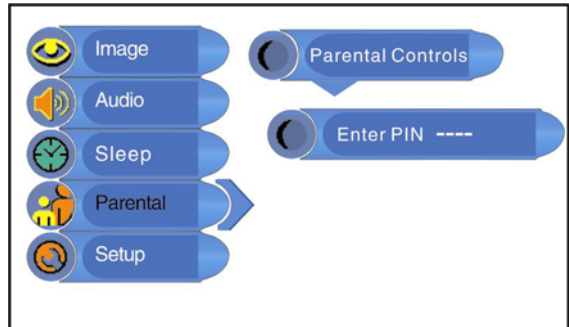 Image
Audio
Sleep
Parental
Setup
Parental Controls
Enter PIN ----